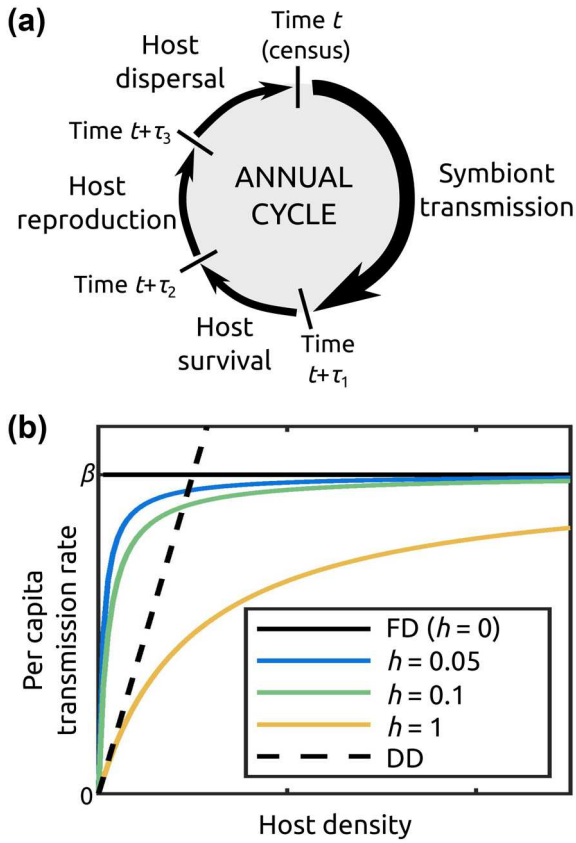 (a)
Time t
(census)
Host
dispersal
Time t+τ3
ANNUAL
CYCLE
Symbiont
transmission
Host
reproduction
Time t+τ2
Host
survival
Time
t+τ1
(b)
β
Per capita
transmission rate
FD (h = 0)
h = 0.05
h = 0.1
h = 1
DD
0
Host density